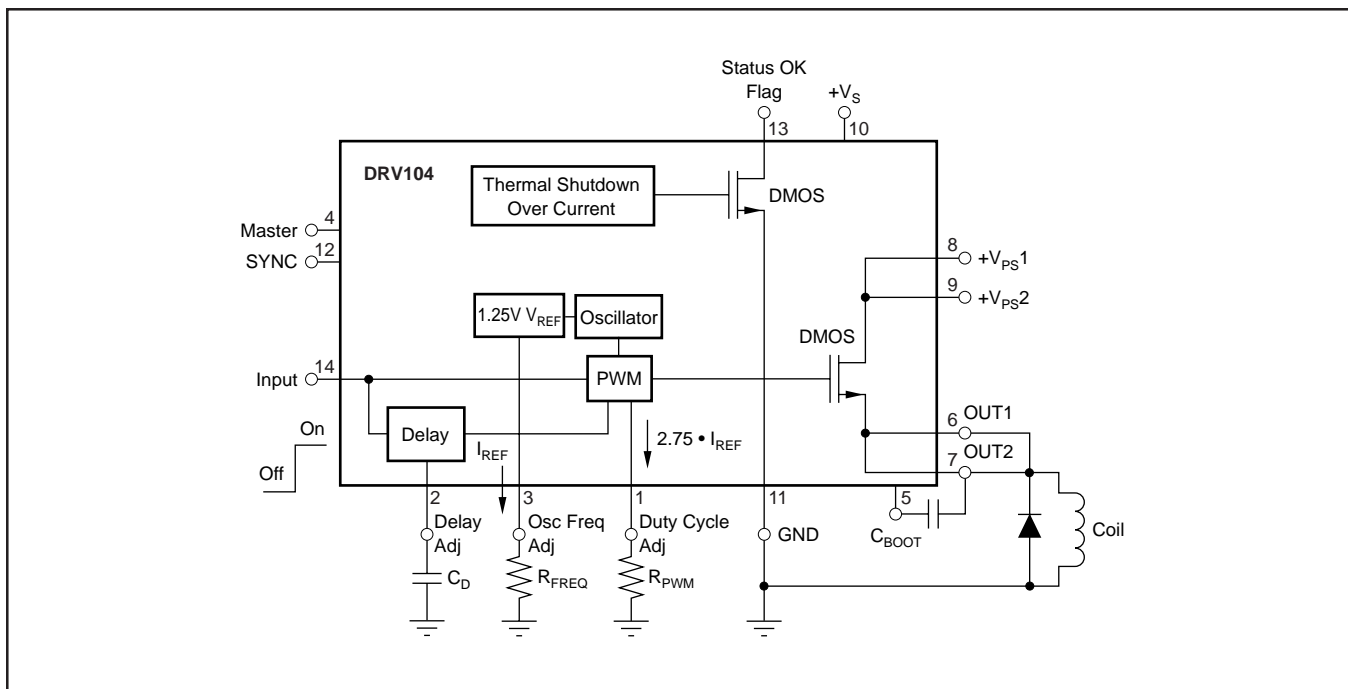 Status OK
Flag
+VS
13
10
DRV104
Thermal Shutdown
Over Current
DMOS
4
Master
12
SYNC
8
+VPS1
9
+VPS2
1.25V VREF
Oscillator
DMOS
14
Input
PWM
On
Off
Delay
IREF
2.75 • IREF
6
OUT1
7
OUT2
2
3
1
11
5
Delay
Adj
Osc Freq
Adj
Duty Cycle
Adj
GND
CBOOT
Coil
CD
RFREQ
RPWM